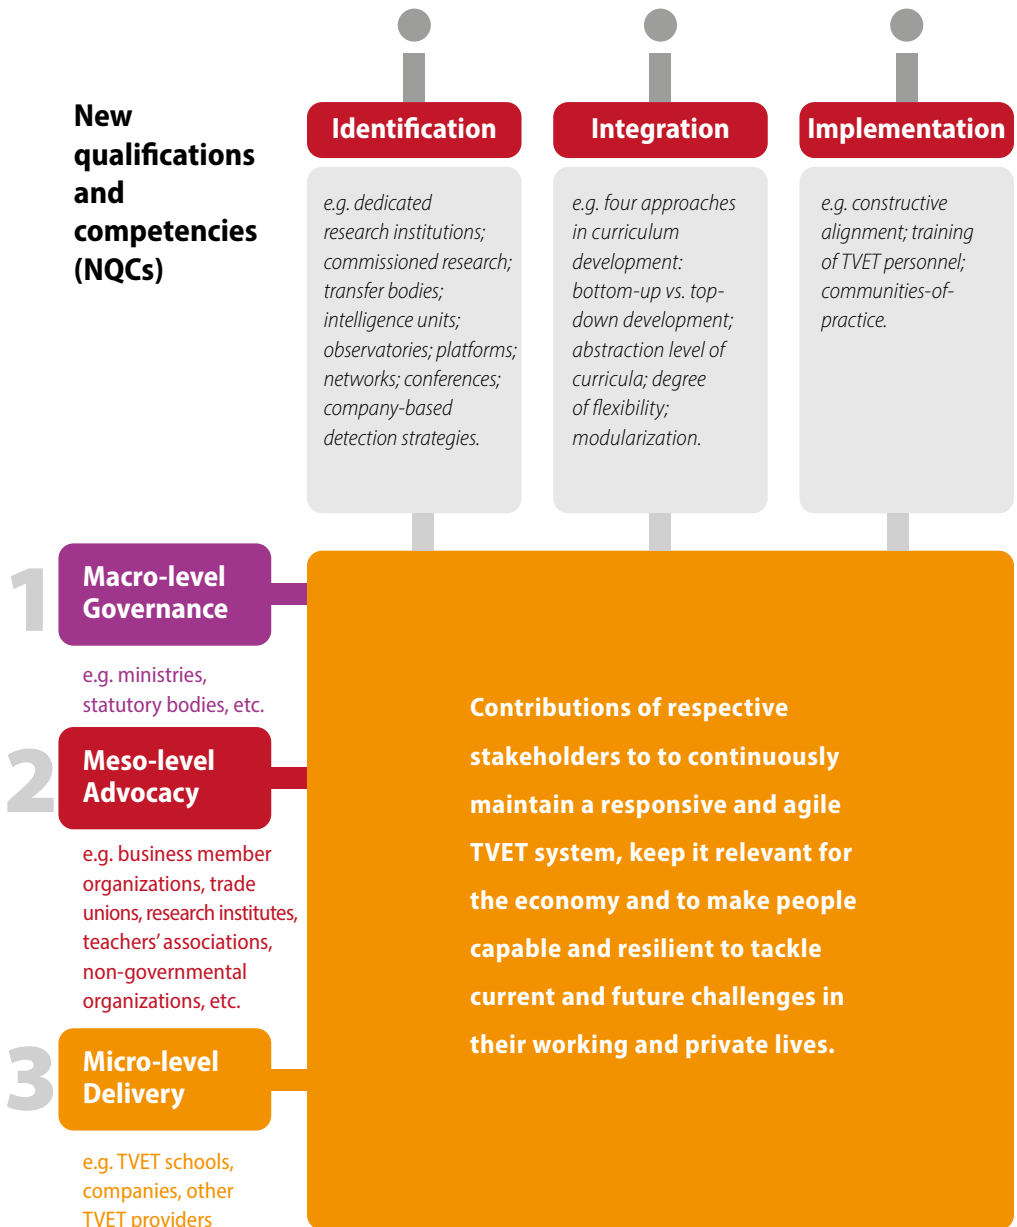 New
qualifications
and
competencies
(NQCs)
Identification
e.g. dedicated
research institutions;
commissioned research;
transfer bodies;
intelligence units;
observatories; platforms;
networks; conferences;
company-based
detection strategies.
Integration
e.g. four approaches
in curriculum
development:
bottom-up vs. top-
down development;
abstraction level of
curricula; degree
of flexibility;
modularization.
Implementation
e.g. constructive
alignment; training
of TVET personnel;
communities-of-
practice.
1
Macro-level
Governance
e.g. ministries,
statutory bodies, etc.
2
Meso-level
Advocacy
e.g. business member
organizations, trade
unions, research institutes,
teachers' associations,
non-governmental
organizations, etc.
3
Micro-level
Delivery
e.g. TVET schools,
companies, other
TVET providers
Contributions of respective
stakeholders to to continuously
maintain a responsive and agile
TVET system, keep it relevant for
the economy and to make people
capable and resilient to tackle
current and future challenges in
their working and private lives.